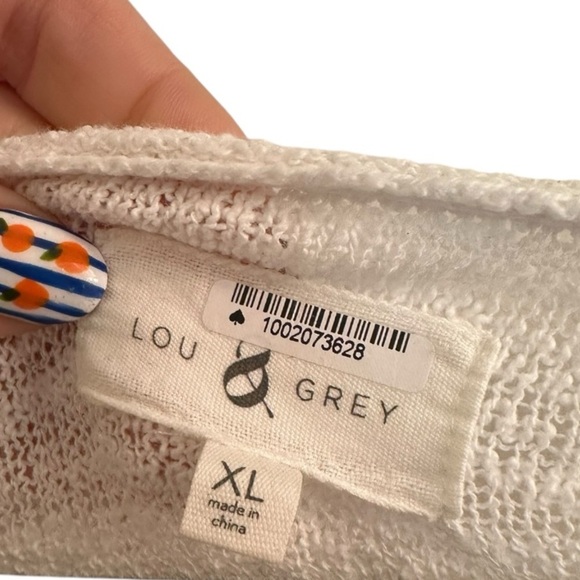 ♠ 1002073628
LOU & GREY
XL
made in
china